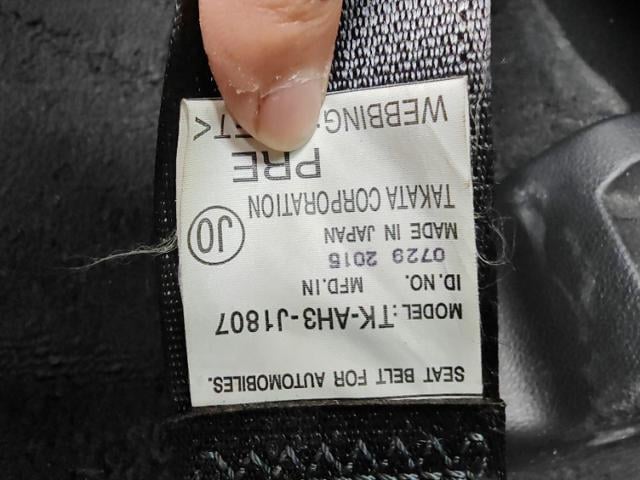 SEAT BELT FOR AUTOMOBILES.
MODEL: TK-AH3-J1807
ID.NO. MFD.IN
0729 2015
MADE IN JAPAN
TAKATA CORPORATION
JO
PRE
WEBBING: